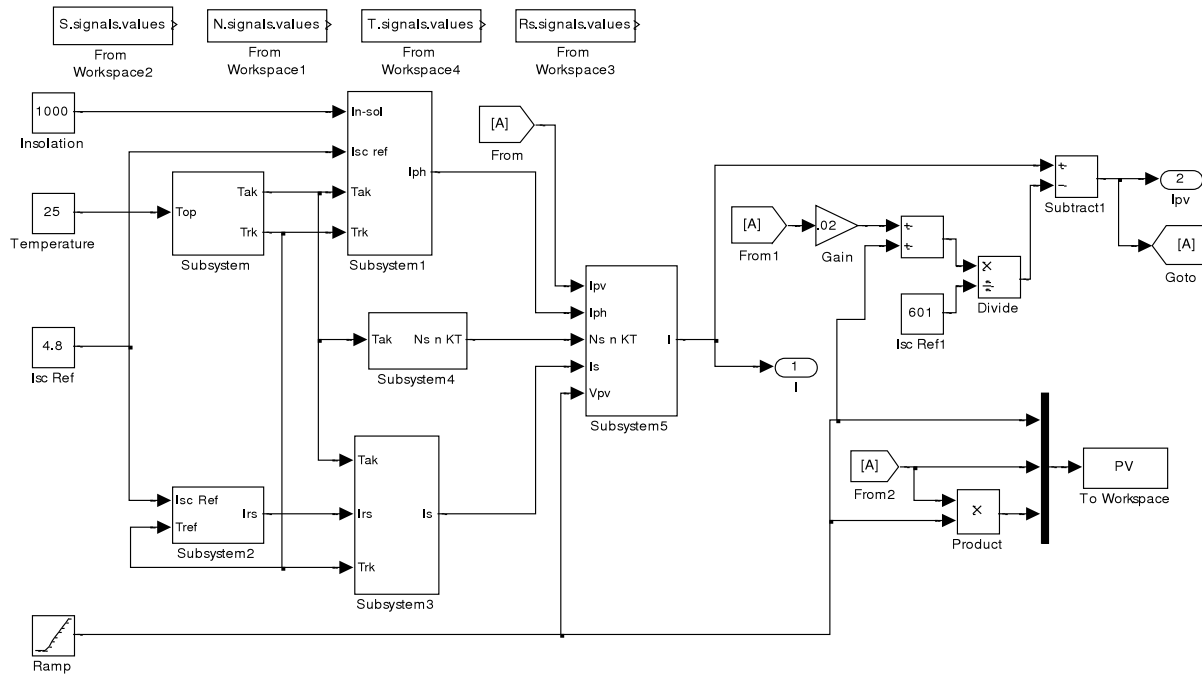 S.signals.values
From
Workspace2
N.signals.values
From
Workspace1
T.signals.values
From
Workspace4
Rs.signals.values
From
Workspace3
1000
Insolation
25
Temperature
4.8
Isc Ref
Ramp
Top
Tak
Trk
Subsystem
In-sol
Isc ref
Tak
Trk
Iph
Subsystem1
Isc Ref
Tref
Irs
Subsystem2
Tak
Ns n KT
Subsystem4
Tak
Irs
Trk
Is
Subsystem3
[A]
From
Ipv
Iph
Ns n KT
Is
Vpv
I
Subsystem5
1
I
[A]
From1
.02
Gain
+
+
601
Isc Ref1
×
÷
Divide
+
−
Subtract1
2
Ipv
[A]
Goto
[A]
From2
×
Product
PV
To Workspace